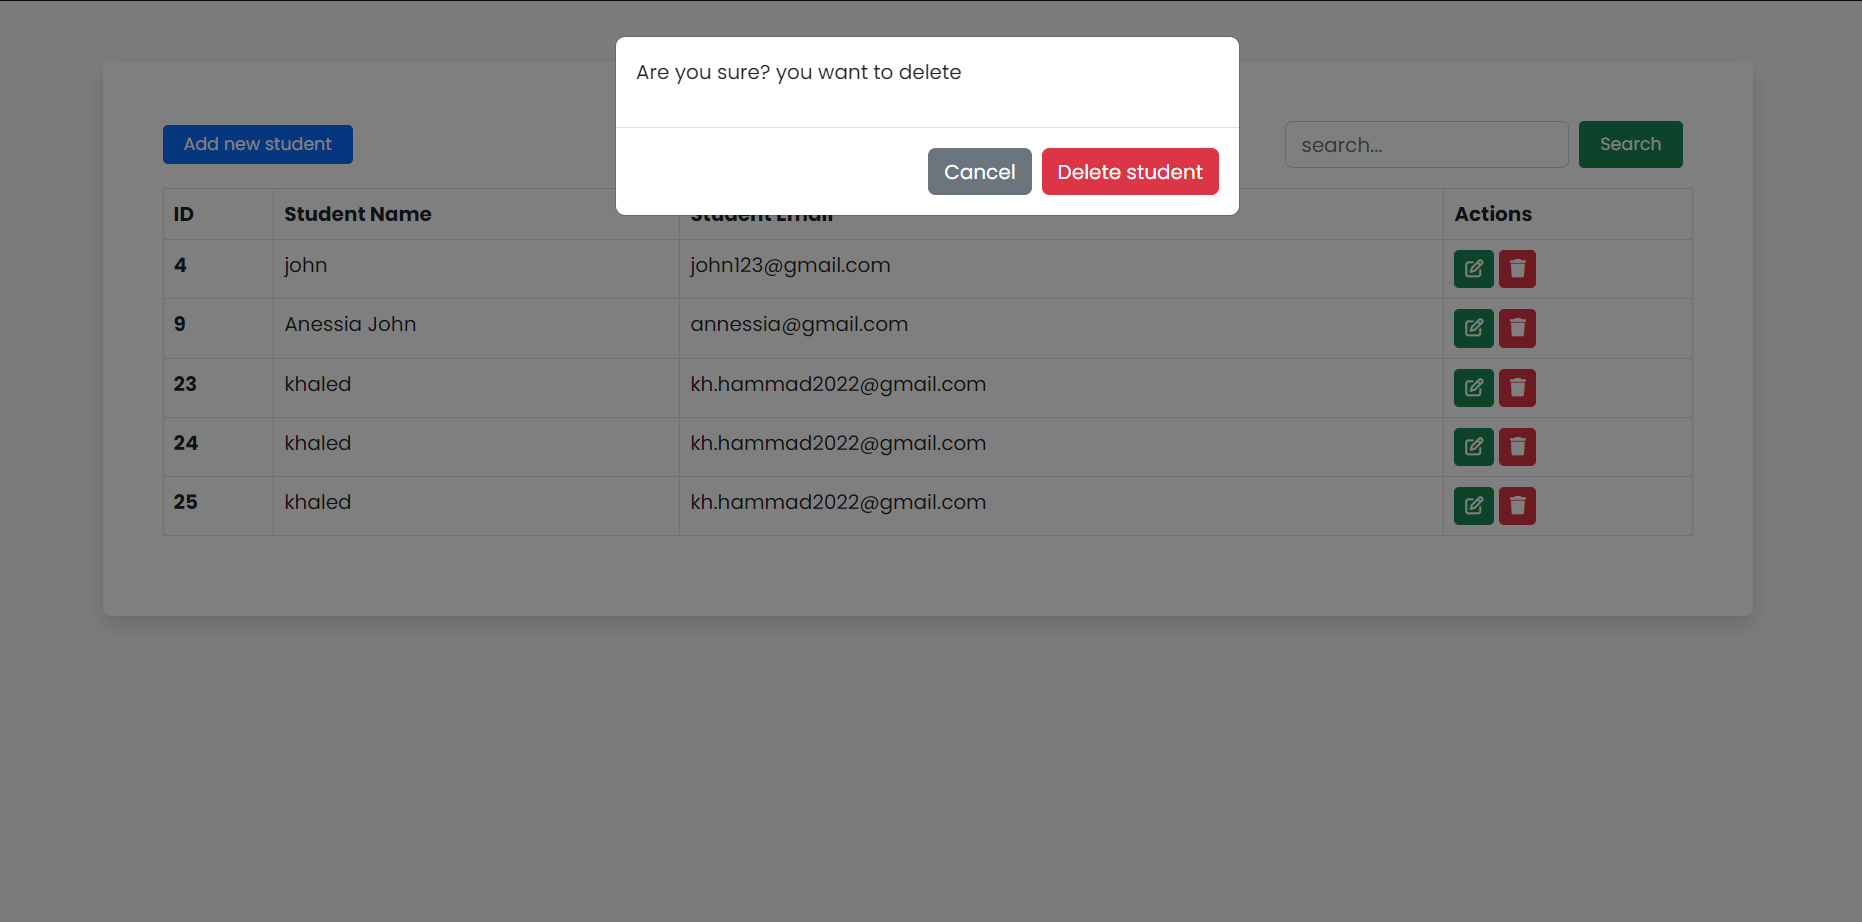 Are you sure? you want to delete
Cancel Delete student
Add new student search... Search
ID Student Name Student Email Actions
4 john john123@gmail.com
9 Anessia John annessia@gmail.com
23 khaled kh.hammad2022@gmail.com
24 khaled kh.hammad2022@gmail.com
25 khaled kh.hammad2022@gmail.com